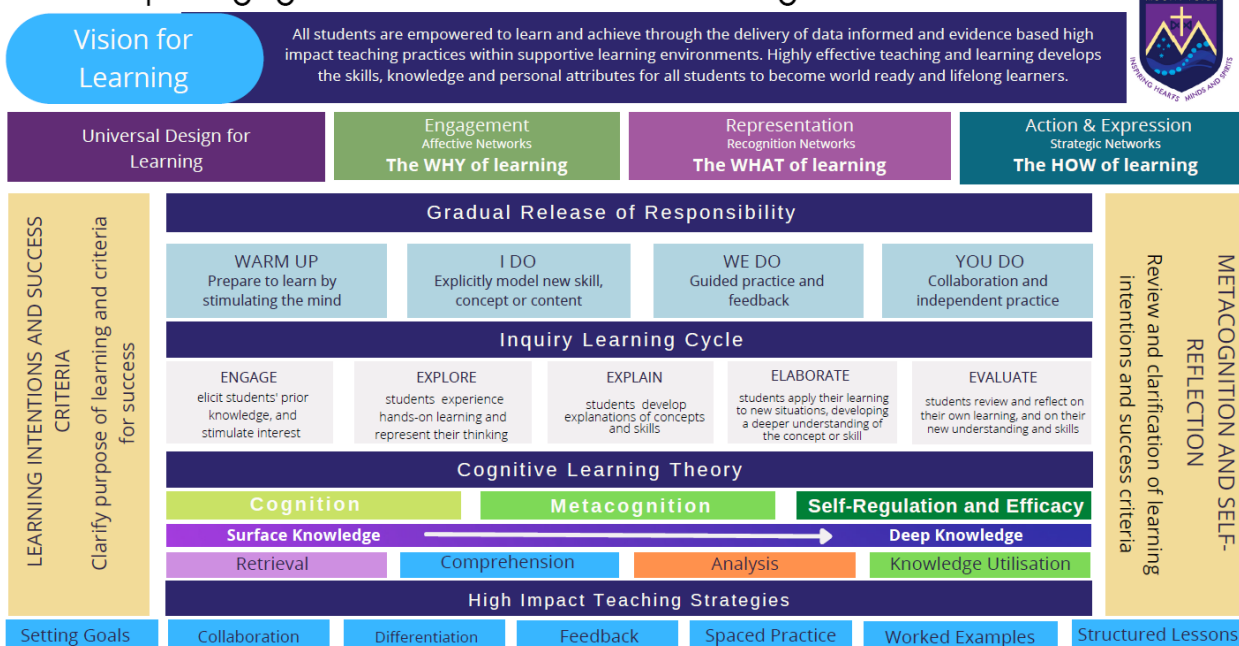 Vision for
Learning
All students are empowered to learn and achieve through the delivery of data informed and evidence based high
impact teaching practices within supportive learning environments. Highly effective teaching and learning develops
the skills, knowledge and personal attributes for all students to become world ready and lifelong learners.
INSPIRING HEARTS MINDS AND SPIRITS
Universal Design for
Learning
Engagement
Affective Networks
The WHY of learning
Representation
Recognition Networks
The WHAT of learning
Action & Expression
Strategic Networks
The HOW of learning
LEARNING INTENTIONS AND SUCCESS
CRITERIA
Clarify purpose of learning and criteria
for success
Gradual Release of Responsibility
WARM UP
Prepare to learn by
stimulating the mind
I DO
Explicitly model new skill,
concept or content
WE DO
Guided practice and
feedback
YOU DO
Collaboration and
independent practice
Inquiry Learning Cycle
ENGAGE
elicit students' prior
knowledge, and
stimulate interest
EXPLORE
students experience
hands-on learning and
represent their thinking
EXPLAIN
students develop
explanations of concepts
and skills
ELABORATE
students apply their learning
to new situations, developing
a deeper understanding of
the concept or skill
EVALUATE
students review and reflect on
their own learning, and on their
new understanding and skills
Cognitive Learning Theory
Cognition
Metacognition
Self-Regulation and Efficacy
Surface Knowledge
Deep Knowledge
Retrieval
Comprehension
Analysis
Knowledge Utilisation
High Impact Teaching Strategies
METACOGNITION AND SELF-
REFLECTION
Review and clarification of learning
intentions and success criteria
Setting Goals
Collaboration
Differentiation
Feedback
Spaced Practice
Worked Examples
Structured Lessons